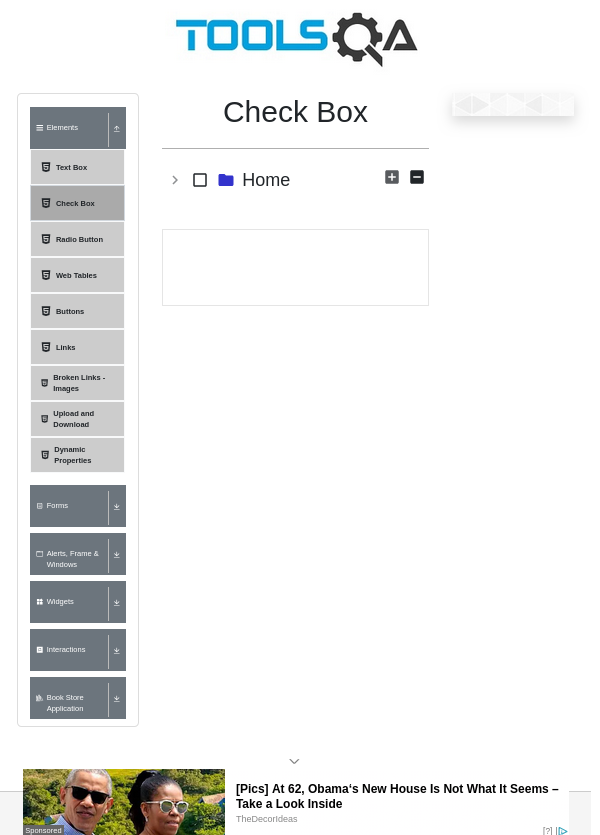 TOOLSQA
Check Box
Elements
Text Box
Check Box
Radio Button
Web Tables
Buttons
Links
Broken Links -
Images
Upload and
Download
Dynamic
Properties
Forms
Alerts, Frame &
Windows
Widgets
Interactions
Book Store
Application
Home
[Pics] At 62, Obama‘s New House Is Not What It Seems –
Take a Look Inside
TheDecorIdeas
Sponsored
[?]